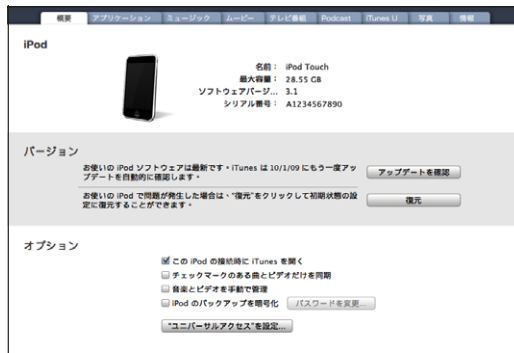 概要 アプリケーション ミュージック ムービー テレビ番組 Podcast iTunes U 写真 情報
iPod
名前： iPod Touch
最大容量： 28.55 GB
ソフトウェアバージ... 3.1
シリアル番号： A1234567890
バージョン
お使いの iPod ソフトウェアは最新です。iTunes は 10/1/09 にもう一度アッ
プデートを自動的に確認します。
アップデートを確認
お使いの iPod で問題が発生した場合は、“復元”をクリックして初期状態の設
定に復元することができます。
復元
オプション
この iPod の接続時に iTunes を開く
チェックマークのある曲とビデオだけを同期
音楽とビデオを手動で管理
iPod のバックアップを暗号化 パスワードを変更...
“ユニバーサルアクセス”を設定...